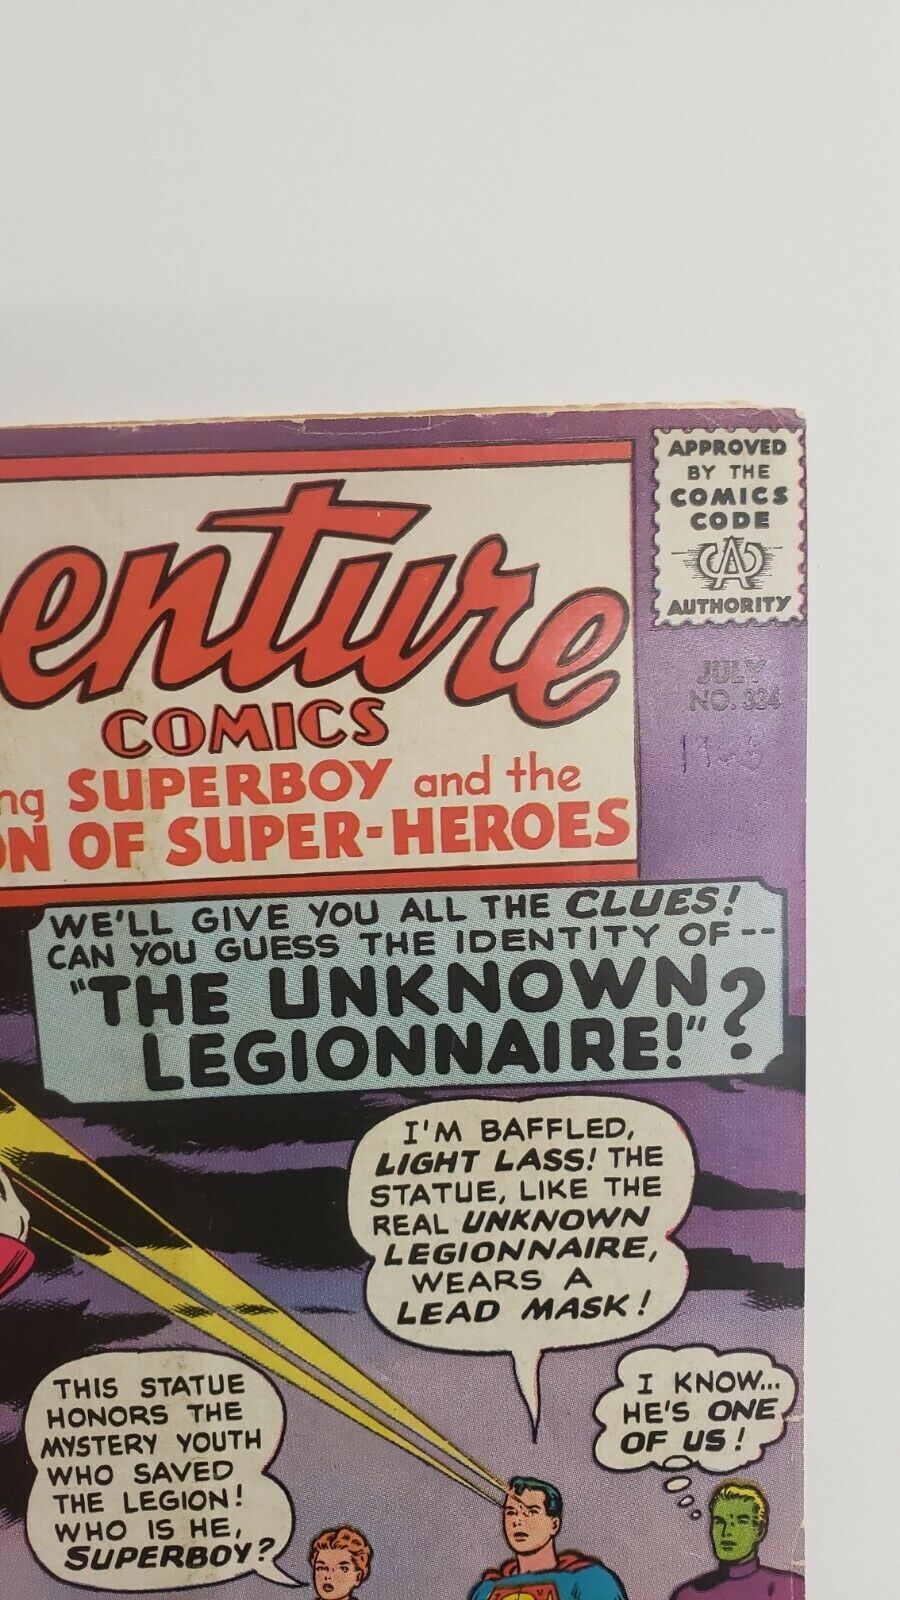 APPROVED
BY THE
COMICS
CODE
CA
AUTHORITY
enture
COMICS
ng SUPERBOY and the
ON OF SUPER-HEROES
JULY
NO. 334
WE'LL GIVE YOU ALL THE CLUES!
CAN YOU GUESS THE IDENTITY OF--
"THE UNKNOWN
LEGIONNAIRE!"?
I'M BAFFLED,
LIGHT LASS! THE
STATUE, LIKE THE
REAL UNKNOWN
LEGIONNAIRE,
WEARS A
LEAD MASK!
THIS STATUE
HONORS THE
MYSTERY YOUTH
WHO SAVED
THE LEGION!
WHO IS HE,
SUPERBOY?
I KNOW...
HE'S ONE
OF US!